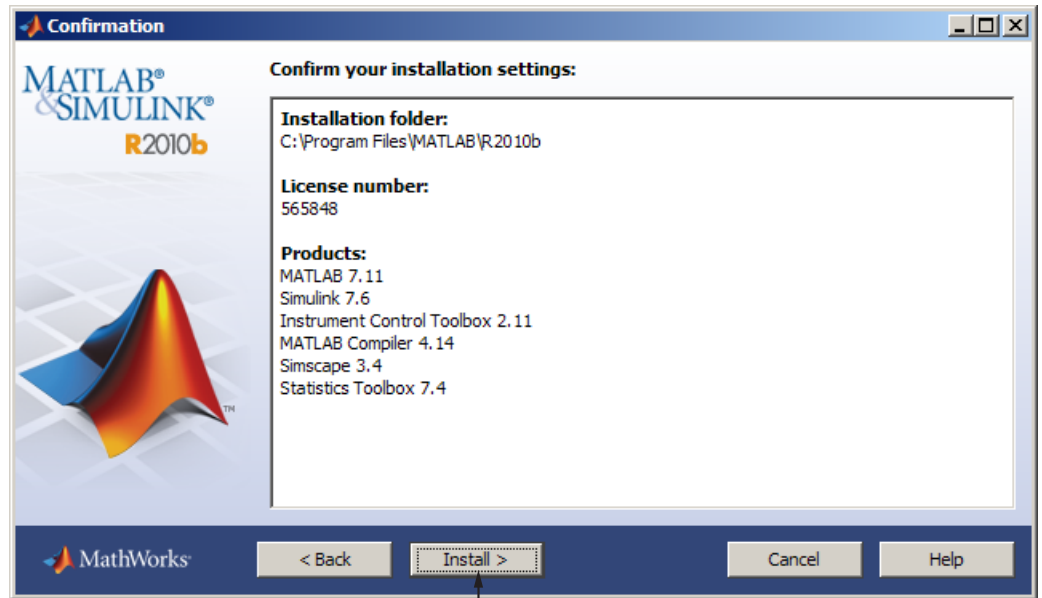 Confirmation
MATLAB®
&SIMULINK®
R2010b
TM
Confirm your installation settings:
Installation folder:
C:\Program Files\MATLAB\R2010b
License number:
565848
Products:
MATLAB 7.11
Simulink 7.6
Instrument Control Toolbox 2.11
MATLAB Compiler 4.14
Simscape 3.4
Statistics Toolbox 7.4
MathWorks
< Back
Install >
Cancel
Help